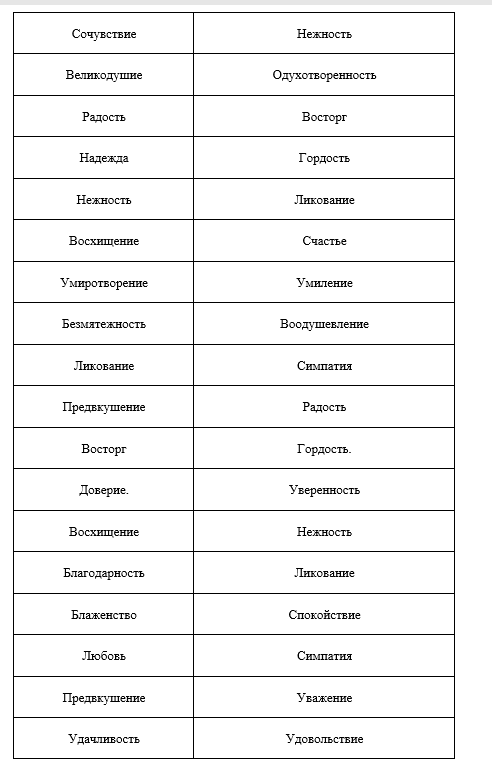 Сочувствие Нежность
Великодушие Одухотворенность
Радость Восторг
Надежда Гордость
Нежность Ликование
Восхищение Счастье
Умиротворение Умиление
Безмятежность Воодушевление
Ликование Симпатия
Предвкушение Радость
Восторг Гордость.
Доверие. Уверенность
Восхищение Нежность
Благодарность Ликование
Блаженство Спокойствие
Любовь Симпатия
Предвкушение Уважение
Удачливость Удовольствие